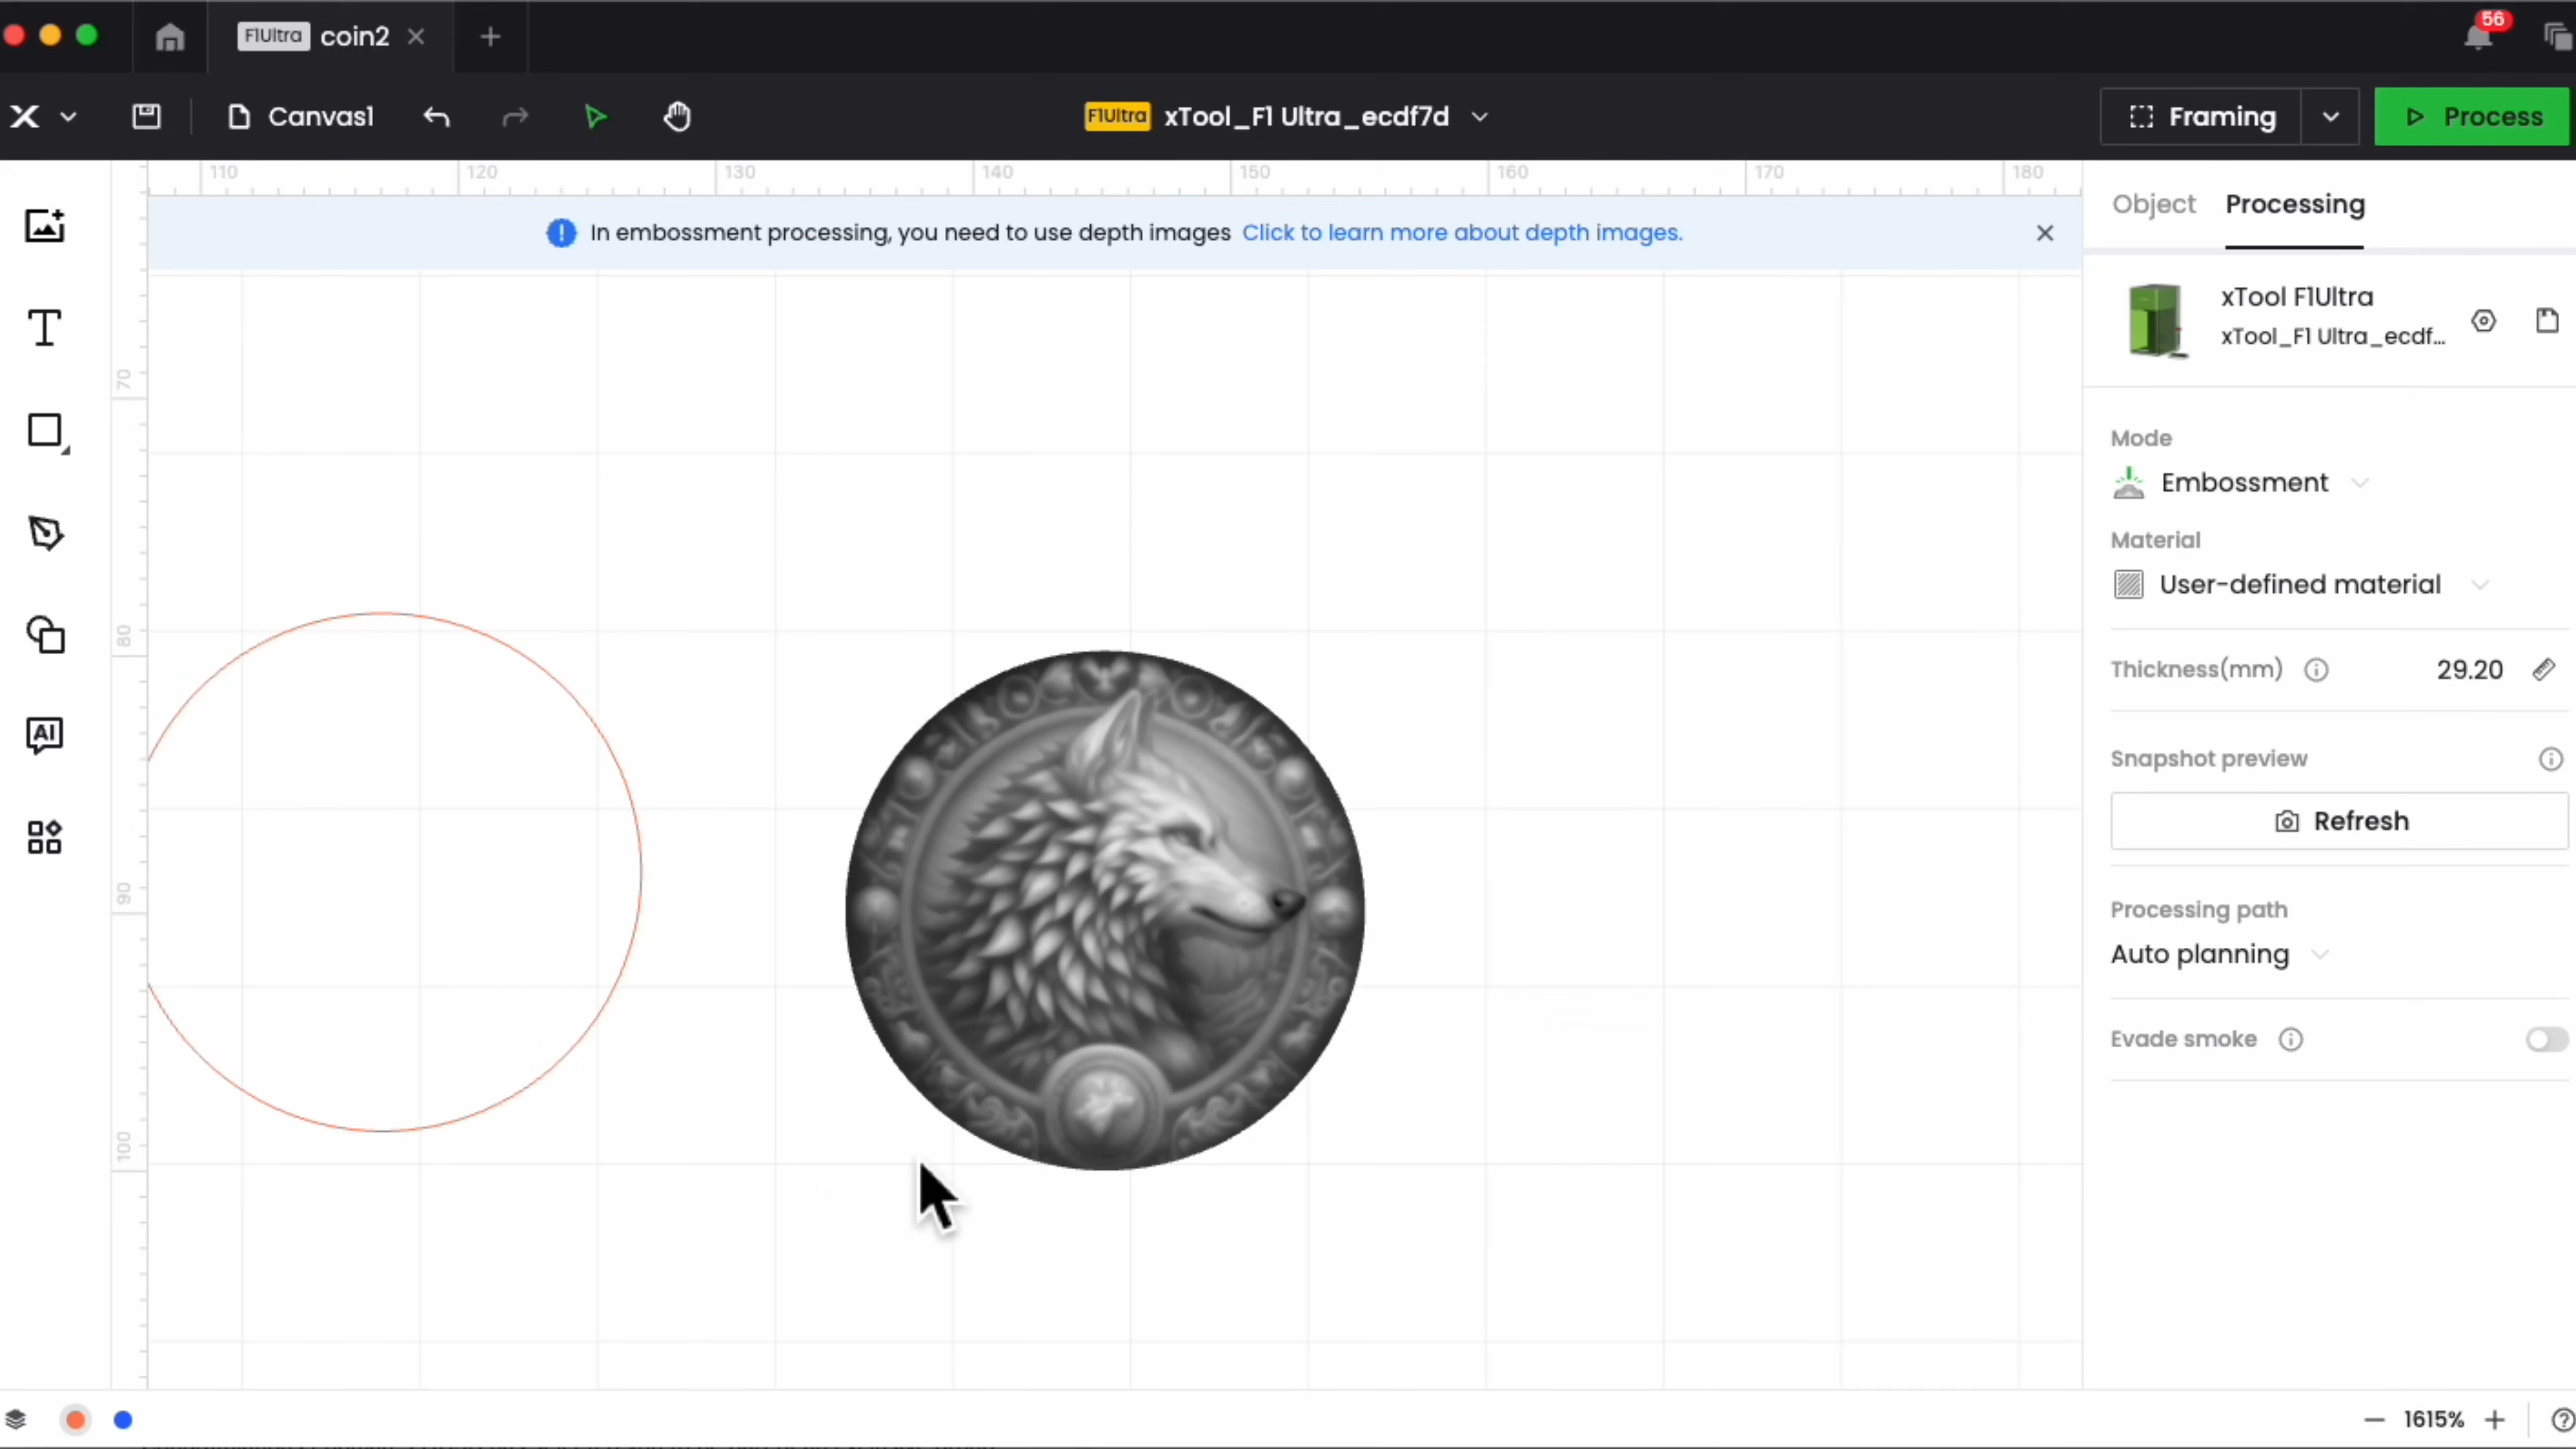 F1Ultra coin2
56
Canvas1
F1Ultra xTool_F1 Ultra_ecdf7d
Framing
Process
110 120 130 140 150 160 170 180
In embossment processing, you need to use depth images Click to learn more about depth images.
Object Processing
xTool F1Ultra
xTool_F1 Ultra_ecdf...
Mode
Embossment
Material
User-defined material
Thickness(mm) 29.20
Snapshot preview
Refresh
Processing path
Auto planning
Evade smoke
70
80
90
100
AI
1615%